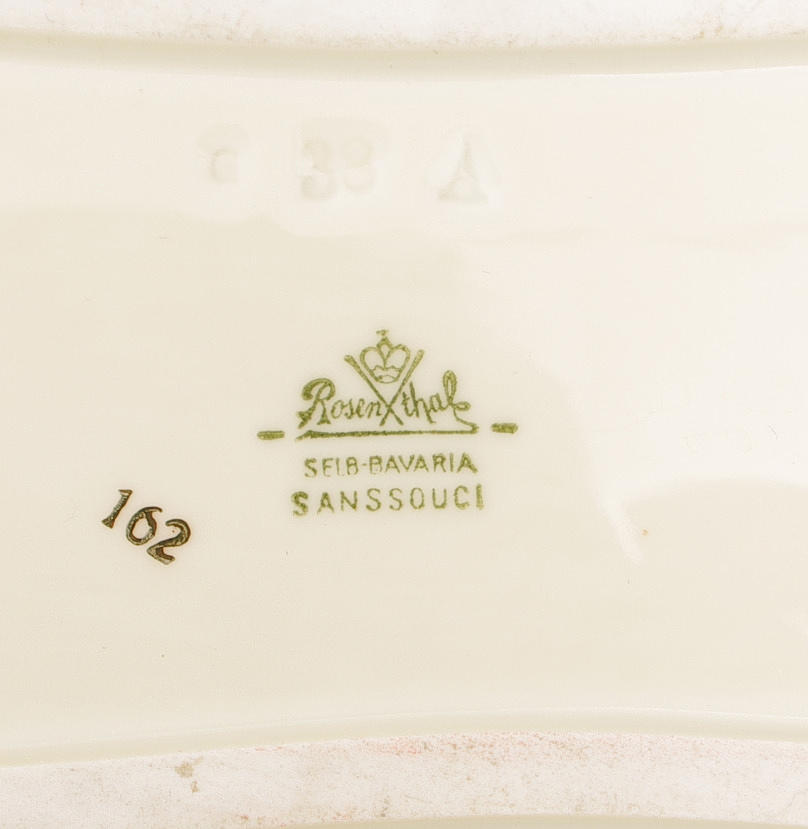 Rosenthal
SELB-BAVARIA
SANSSOUCI
162